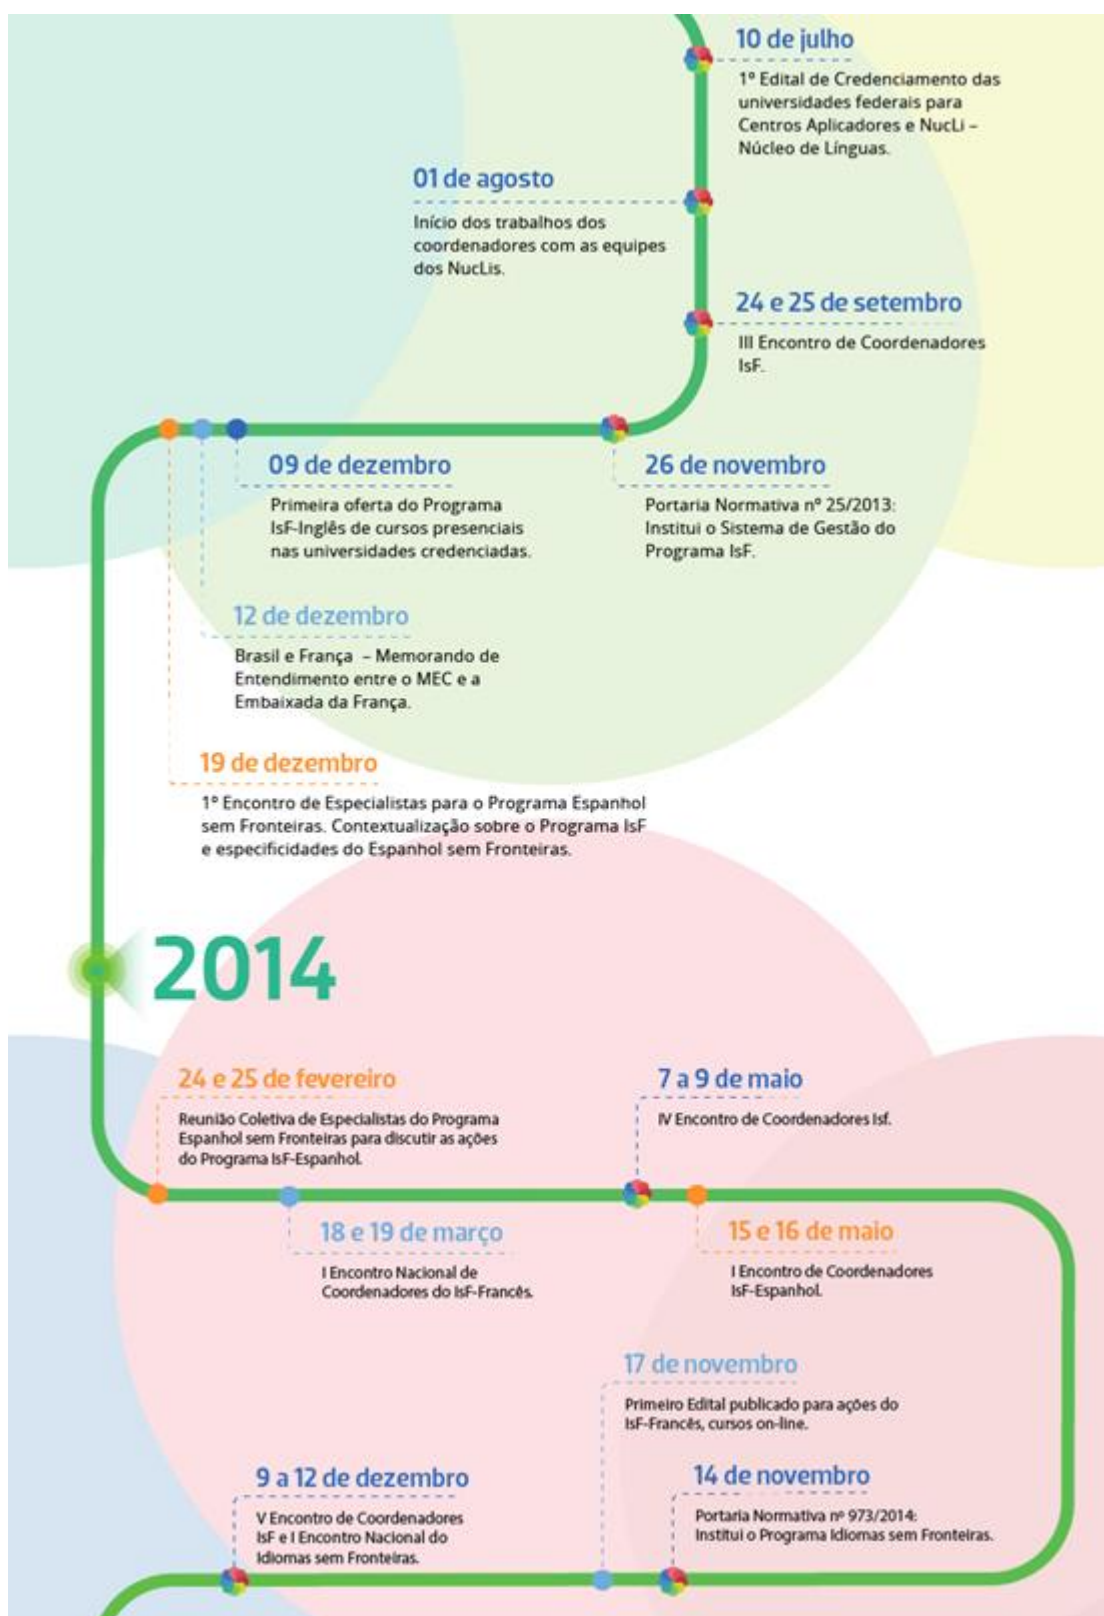 10 de julho
1º Edital de Credenciamento das
universidades federais para
Centros Aplicadores e NucLi –
Núcleo de Línguas.
01 de agosto
Início dos trabalhos dos
coordenadores com as equipes
dos NucLis.
24 e 25 de setembro
III Encontro de Coordenadores
IsF.
26 de novembro
Portaria Normativa nº 25/2013:
Institui o Sistema de Gestão do
Programa IsF.
09 de dezembro
Primeira oferta do Programa
IsF-Inglês de cursos presenciais
nas universidades credenciadas.
12 de dezembro
Brasil e França – Memorando de
Entendimento entre o MEC e a
Embaixada da França.
19 de dezembro
1º Encontro de Especialistas para o Programa Espanhol
sem Fronteiras. Contextualização sobre o Programa IsF
e especificidades do Espanhol sem Fronteiras.
2014
24 e 25 de fevereiro
Reunião Coletiva de Especialistas do Programa
Espanhol sem Fronteiras para discutir as ações
do Programa IsF-Espanhol.
18 e 19 de março
I Encontro Nacional de
Coordenadores do IsF-Francês.
7 a 9 de maio
IV Encontro de Coordenadores Isf.
15 e 16 de maio
I Encontro de Coordenadores
IsF-Espanhol.
14 de novembro
Portaria Normativa nº 973/2014:
Institui o Programa Idiomas sem Fronteiras.
17 de novembro
Primeiro Edital publicado para ações do
IsF-Francês, cursos on-line.
9 a 12 de dezembro
V Encontro de Coordenadores
IsF e I Encontro Nacional do
Idiomas sem Fronteiras.